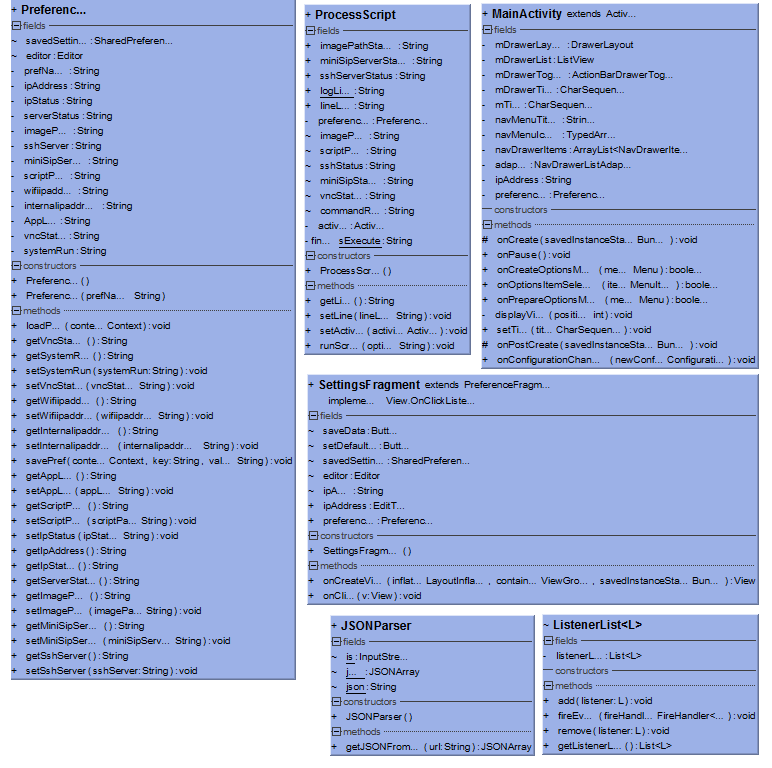 + Preferenc...
fields
~ savedSettin... : SharedPreferen...
~ editor : Editor
- prefNa... : String
- ipAddress : String
- ipStatus : String
- serverStatus : String
- imageP... : String
- sshServer : String
- miniSipSer... : String
- scriptP... : String
- wifiipadd... : String
- internalipaddr... : String
- AppL... : String
- vncStat... : String
- systemRun : String
constructors
+ Preferenc... ( )
+ Preferenc... ( prefNa... String )
methods
+ loadP... ( conte... Context ) : void
+ getVncSta... ( ) : String
+ getSystemR... ( ) : String
+ setSystemRun ( systemRun: String ) : void
+ setVncStat... ( vncStat... String ) : void
+ getWifiipadd... ( ) : String
+ setWifiipaddr... ( wifiipaddr... String ) : void
+ getInternalipaddr... ( ) : String
+ setInternalipaddr... ( internalipaddr... String ) : void
+ savePref ( conte... Context, key: String, val... String ) : void
+ getAppL... ( ) : String
+ setAppL... ( appL... String ) : void
+ getScriptP... ( ) : String
+ setScriptP... ( scriptPa... String ) : void
+ setIpStatus ( ipStat... String ) : void
+ getIpAddress ( ) : String
+ getIpStat... ( ) : String
+ getServerStat... ( ) : String
+ getImageP... ( ) : String
+ setImageP... ( imagePa... String ) : void
+ getMiniSipSer... ( ) : String
+ setMiniSipSer... ( miniSipServ... String ) : void
+ getSshServer ( ) : String
+ setSshServer ( sshServer: String ) : void
+ ProcessScript
fields
+ imagePathSta... : String
+ miniSipServerSta... : String
+ sshServerStatus : String
+ logLi... : String
+ lineL... : String
- preferenc... : Preferenc...
~ imageP... : String
~ scriptP... : String
~ sshStatus : String
~ miniSipSta... : String
~ vncStat... : String
~ commandR... : String
- activ... : Activ...
- fin... sExecute : String
constructors
+ ProcessScr... ( )
methods
+ getLi... ( ) : String
+ setLine ( lineL... String ) : void
+ setActiv... ( activi... Activ... ) : void
+ runScr... ( opti... String ) : void
+ MainActivity extends Activ...
fields
- mDrawerLay... : DrawerLayout
- mDrawerList : ListView
- mDrawerTog... : ActionBarDrawerTog...
- mDrawerTi... : CharSequen...
- mTi... : CharSequen...
- navMenuTit... : Strin...
- navMenuIc... : TypedArr...
- navDrawerItems : ArrayList<NavDrawerIte...
- adap... : NavDrawerListAdap...
- ipAddress : String
- preferenc... : Preferenc...
constructors
methods
# onCreate ( savedInstanceSta... Bun... ) : void
+ onPause ( ) : void
+ onCreateOptionsM... ( me... Menu ) : boole...
+ onOptionsItemSele... ( ite... MenuIt... ) : boole...
+ onPrepareOptionsM... ( me... Menu ) : boole...
- displayVi... ( positi... int ) : void
+ setTi... ( tit... CharSequen... ) : void
# onPostCreate ( savedInstanceSta... Bun... ) : void
+ onConfigurationChan... ( newConf... Configurati... ) : void
+ SettingsFragment extends PreferenceFragm...
impleme... View.OnClickListe...
fields
~ saveData : Butt...
~ setDefault... : Butt...
~ savedSettin... : SharedPreferen...
~ editor : Editor
~ ipA... : String
+ ipAddress : EditT...
+ preferenc... : Preferenc...
constructors
+ SettingsFragm... ( )
methods
+ onCreateVi... ( inflat... LayoutInfla... , contain... ViewGro... , savedInstanceSta... Bun... ) : View
+ onCli... ( v: View ) : void
+ JSONParser
fields
~ is : InputStre...
~ j... : JSONArray
~ json : String
constructors
+ JSONParser ( )
methods
+ getJSONFrom... ( url: String ) : JSONArray
~ ListenerList<L>
fields
- listenerL... : List<L>
constructors
methods
+ add ( listener: L ) : void
+ fireEv... ( fireHandl... FireHandler<... ) : void
+ remove ( listener: L ) : void
+ getListenerL... ( ) : List<L>